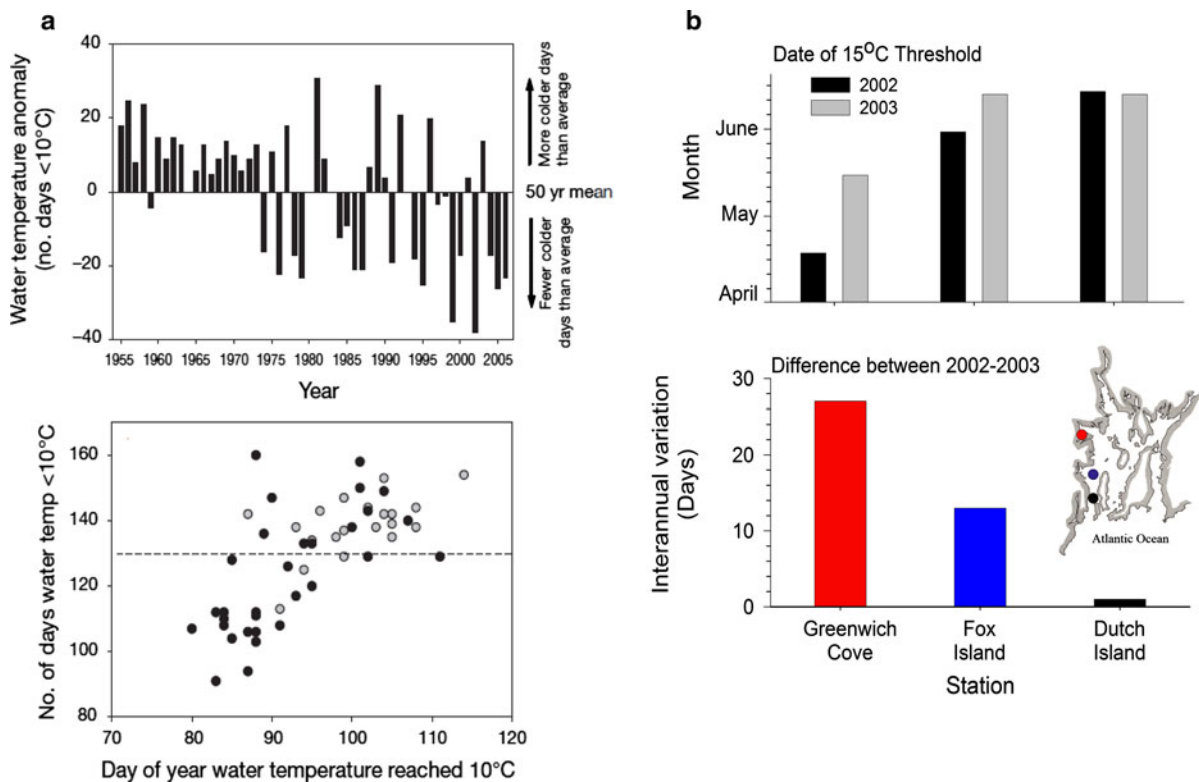 a
Water temperature anomaly
(no. days <10°C)
40
20
0
−20
−40
1955 1960 1965 1970 1975 1980 1985 1990 1995 2000 2005
Year
More colder days
than average
50 yr mean
Fewer colder
days than average
No. of days water temp <10°C
160
140
120
100
80
70 80 90 100 110 120
Day of year water temperature reached 10°C
b
Date of 15°C Threshold
2002
2003
Month
June
May
April
Difference between 2002-2003
Interannual variation
(Days)
30
20
10
0
Atlantic Ocean
Greenwich Fox Dutch
Cove Island Island
Station